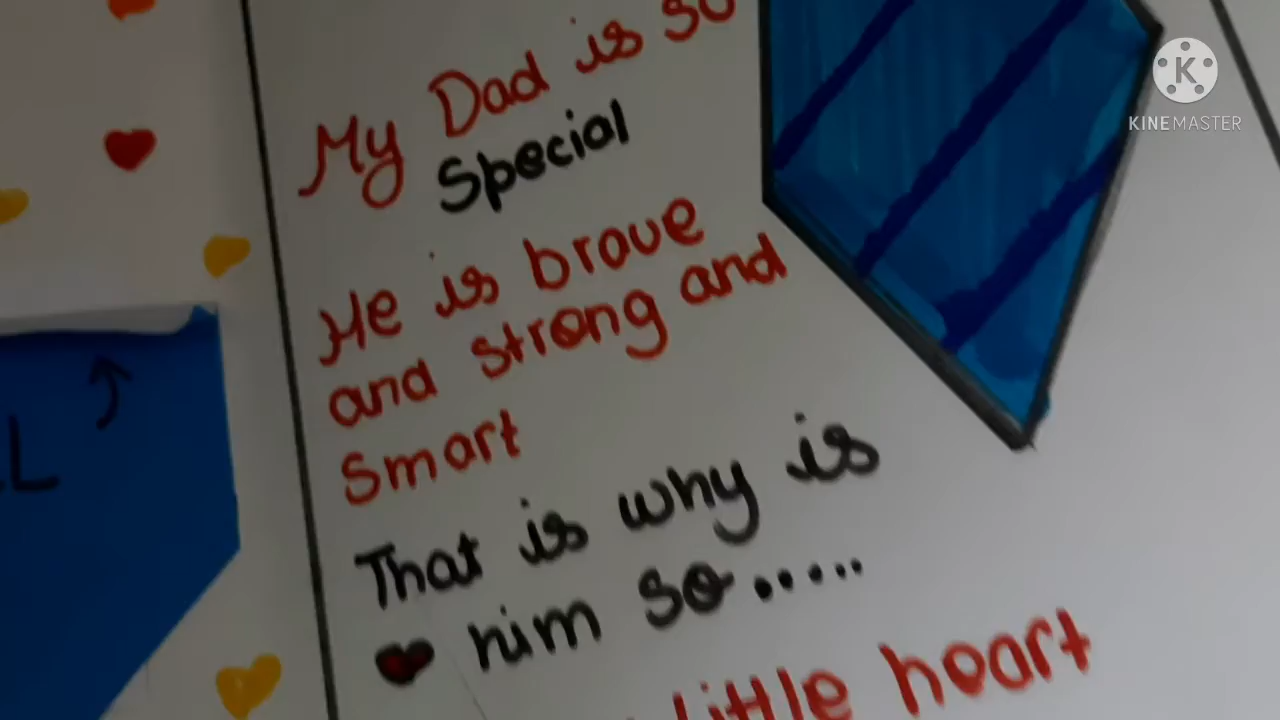 My Dad is so
Special
He is brave
and strong and
Smart
That is why is
❤ him so.....
little heart
L
KINEMASTER